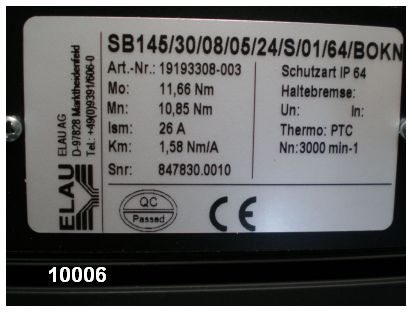 SB145/30/08/05/24/S/01/64/BOKN
Art.-Nr.: 19193308-003 Schutzart IP 64
Mo: 11,66 Nm Haltebremse:
Mn: 10,85 Nm Un: In:
Ism: 26 A Thermo: PTC
Km: 1,58 Nm/A Nn: 3000 min-1
Snr: 847830.0010
QC
Passed
CE
ELAU
ELAU AG
D-97828 Marktheidenfeld
Tel.: +49(0)9391/606-0
10006